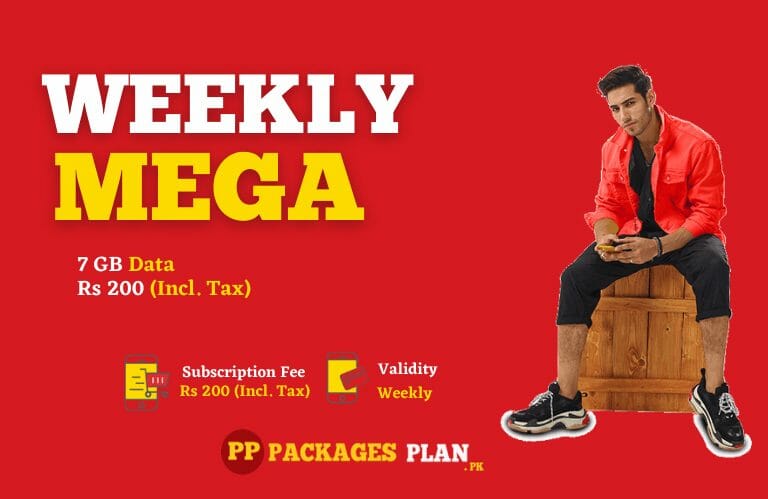 WEEKLY
MEGA
7 GB Data
Rs 200 (Incl. Tax)
Subscription Fee
Rs 200 (Incl. Tax)
Validity
Weekly
PP PACKAGES PLAN
.PK